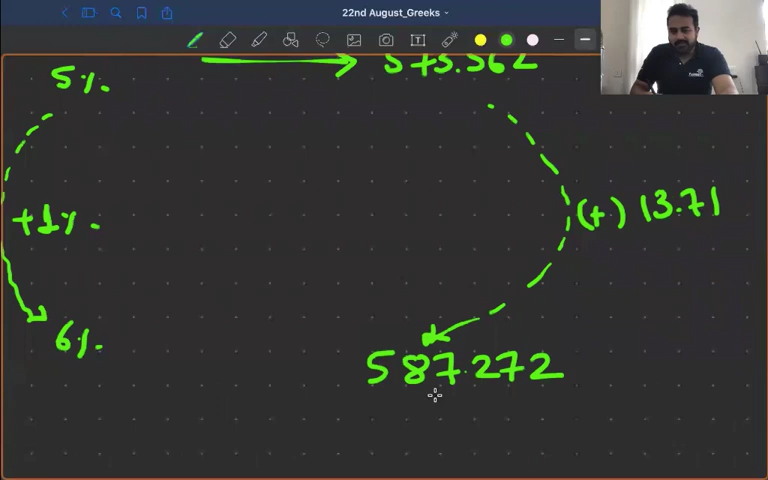 22nd August_Greeks
5%. 573.562
+1%. (+) 13.71
6%.
587.272